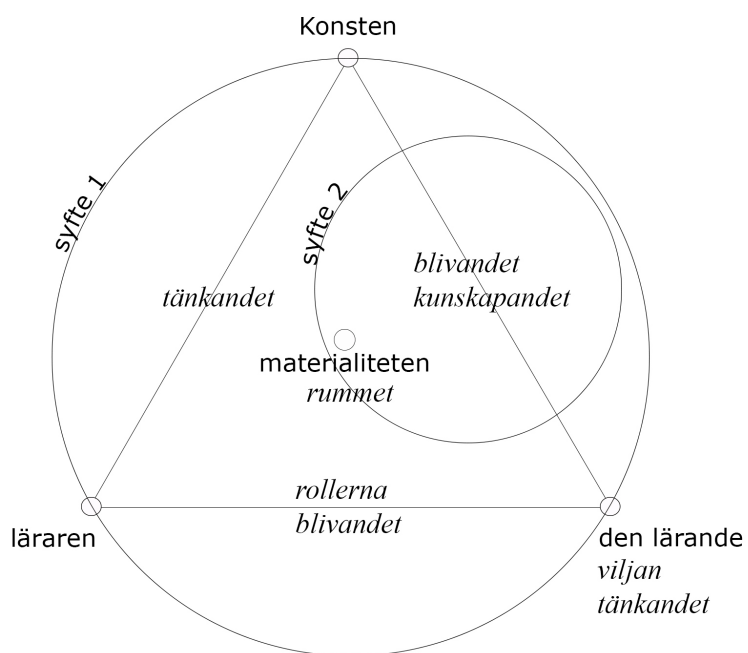 Konsten
syfte 1
syfte 2
blivandet
kunskapandet
tänkandet
materialiteten
rummet
rollerna
blivandet
läraren
den lärande
viljan
tänkandet